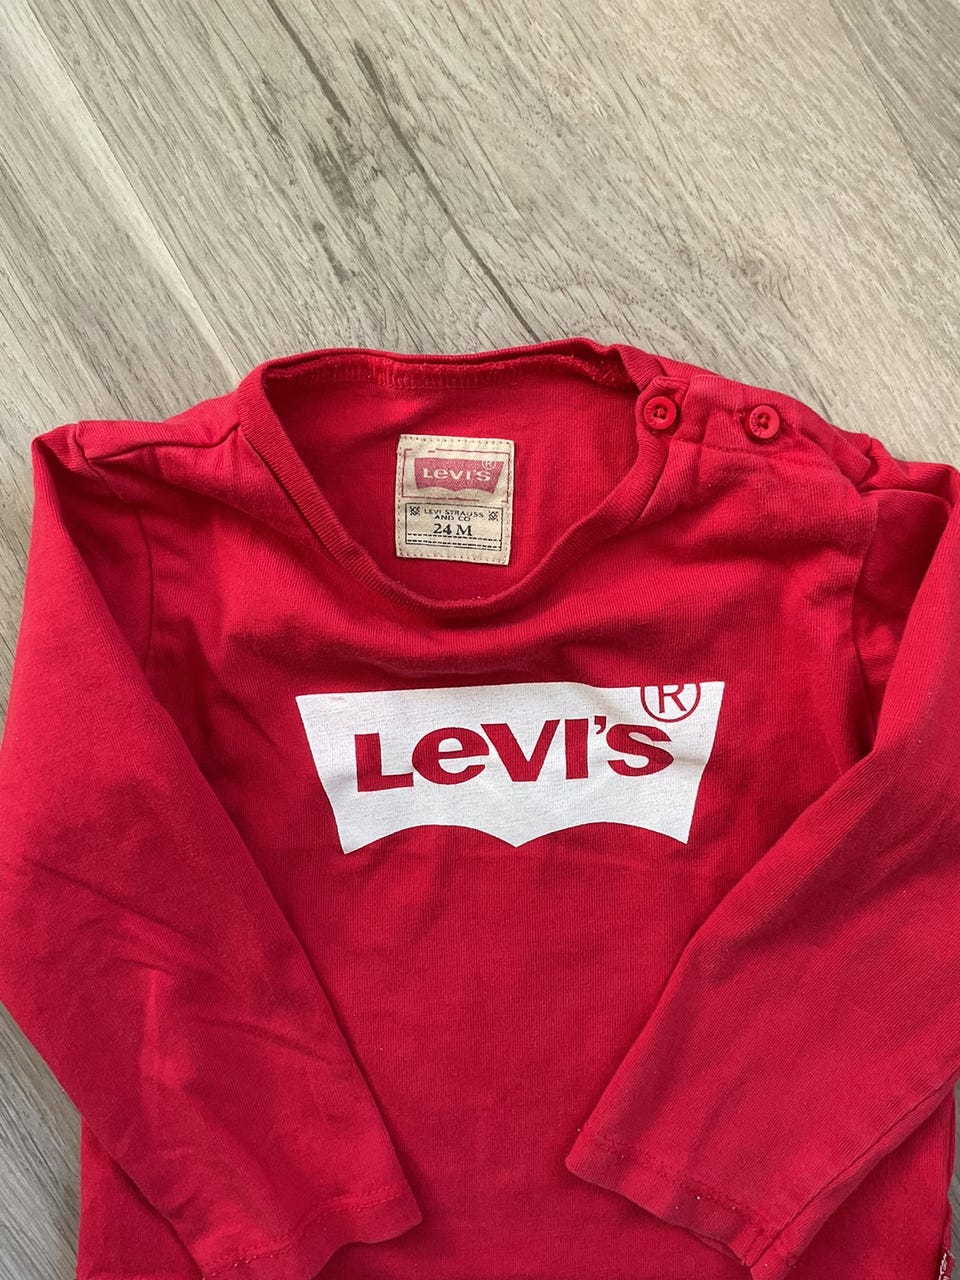 LEVI'S ®
LEVI STRAUSS
AND CO
24 M
LeVI'S ®